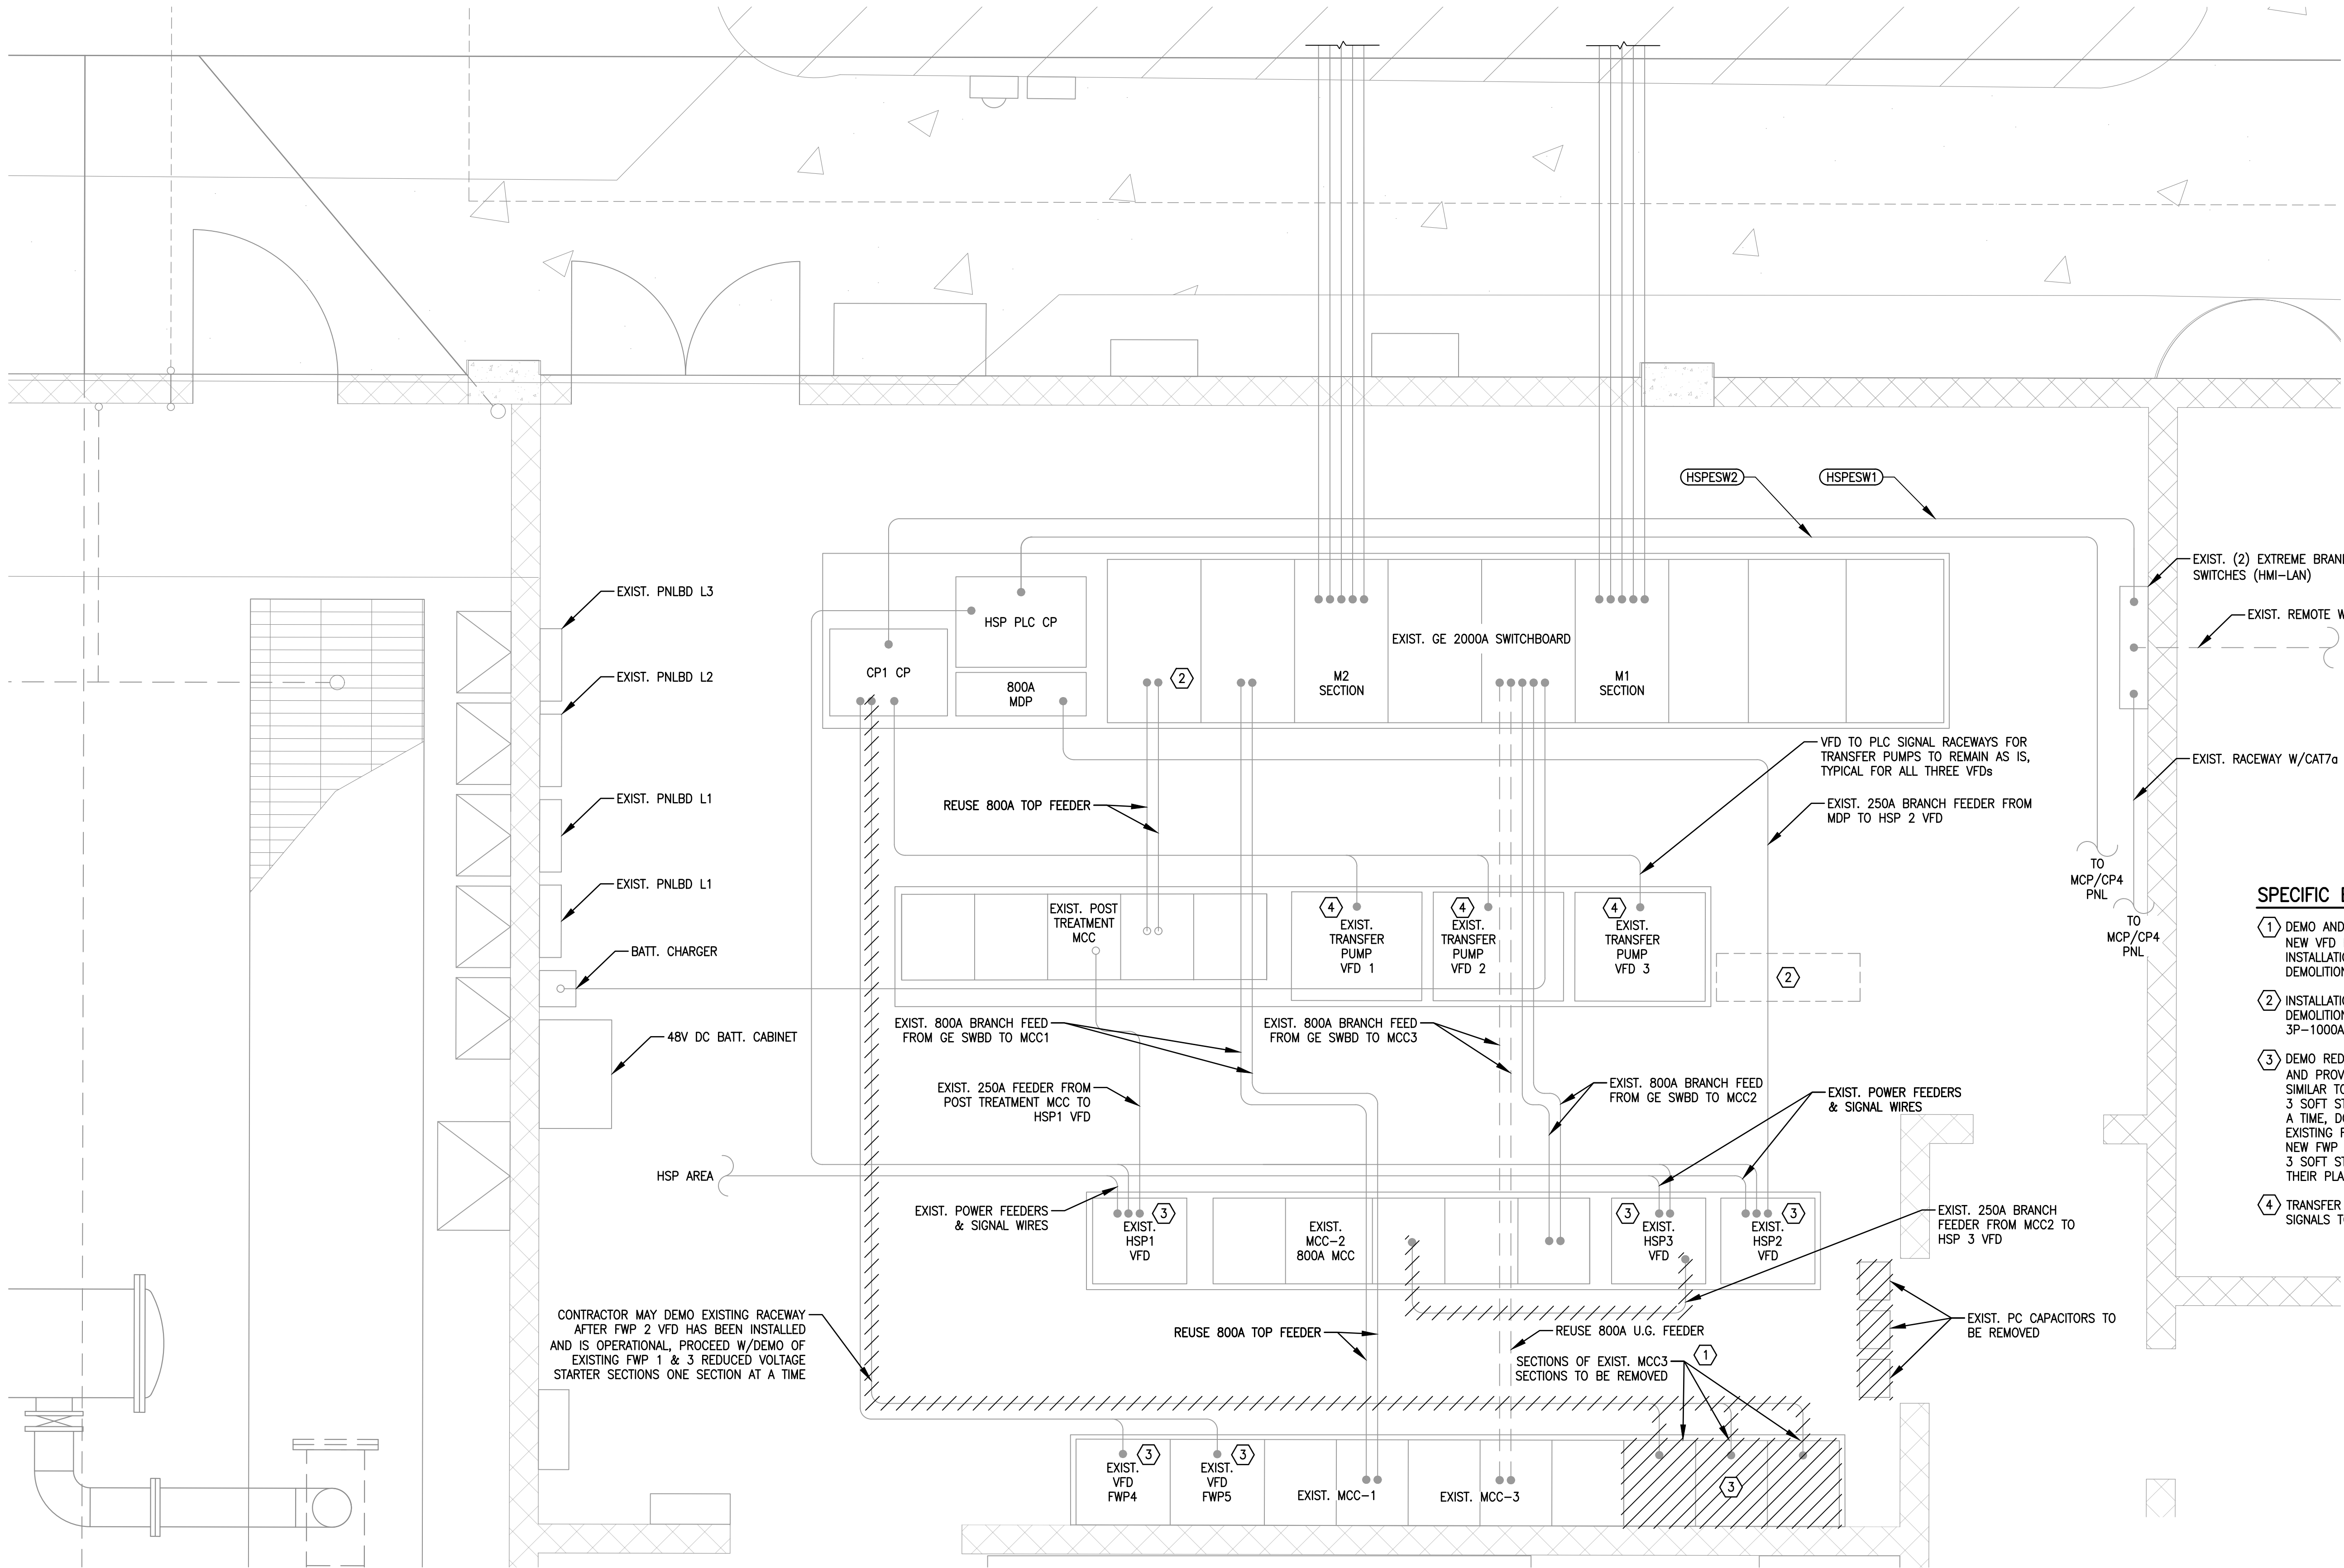 HSPESW2
HSPESW1
EXIST. (2) EXTREME
SWITCHES (HMI-LAN)
EXIST. REMOTE
EXIST. PNLBD L3
EXIST. PNLBD L2
EXIST. PNLBD L1
EXIST. PNLBD L1
BATT. CHARGER
48V DC BATT. CABINET
HSP PLC CP
CP1 CP
800A
MDP
2
EXIST. GE 2000A SWITCHBOARD
M2
SECTION
M1
SECTION
VFD TO PLC SIGNAL RACEWAYS FOR
TRANSFER PUMPS TO REMAIN AS IS,
TYPICAL FOR ALL THREE VFDs
EXIST. RACEWAY W/CAT7a
REUSE 800A TOP FEEDER
EXIST. 250A BRANCH FEEDER FROM
MDP TO HSP 2 VFD
TO
MCP/CP4
PNL
TO
MCP/CP4
PNL
EXIST. POST
TREATMENT
MCC
4
EXIST.
TRANSFER
PUMP
VFD 1
4
EXIST.
TRANSFER
PUMP
VFD 2
4
EXIST.
TRANSFER
PUMP
VFD 3
2
EXIST. 800A BRANCH FEED
FROM GE SWBD TO MCC1
EXIST. 800A BRANCH FEED
FROM GE SWBD TO MCC3
EXIST. 250A FEEDER FROM
POST TREATMENT MCC TO
HSP1 VFD
EXIST. 800A BRANCH FEED
FROM GE SWBD TO MCC2
EXIST. POWER FEEDERS
& SIGNAL WIRES
HSP AREA
EXIST. POWER FEEDERS
& SIGNAL WIRES
3
EXIST.
HSP1
VFD
EXIST.
MCC-2
800A MCC
3
EXIST.
HSP3
VFD
3
EXIST.
HSP2
VFD
EXIST. 250A BRANCH
FEEDER FROM MCC2 TO
HSP 3 VFD
CONTRACTOR MAY DEMO EXISTING RACEWAY
AFTER FWP 2 VFD HAS BEEN INSTALLED
AND IS OPERATIONAL, PROCEED W/DEMO OF
EXISTING FWP 1 & 3 REDUCED VOLTAGE
STARTER SECTIONS ONE SECTION AT A TIME
REUSE 800A TOP FEEDER
REUSE 800A U.G. FEEDER
SECTIONS OF EXIST. MCC3
SECTIONS TO BE REMOVED
1
EXIST. PC CAPACITORS TO
BE REMOVED
3
EXIST.
VFD
FWP4
3
EXIST.
VFD
FWP5
EXIST. MCC-1
EXIST. MCC-3
3
SPECIFIC
1 DEMO AND
NEW VFD
2
3P-1000A
3 DEMO
AND
SIMILAR
3 SOFT
A TIME,
EXISTING
NEW FWP
3 SOFT
THEIR
4 TRANSFER
SIGNALS